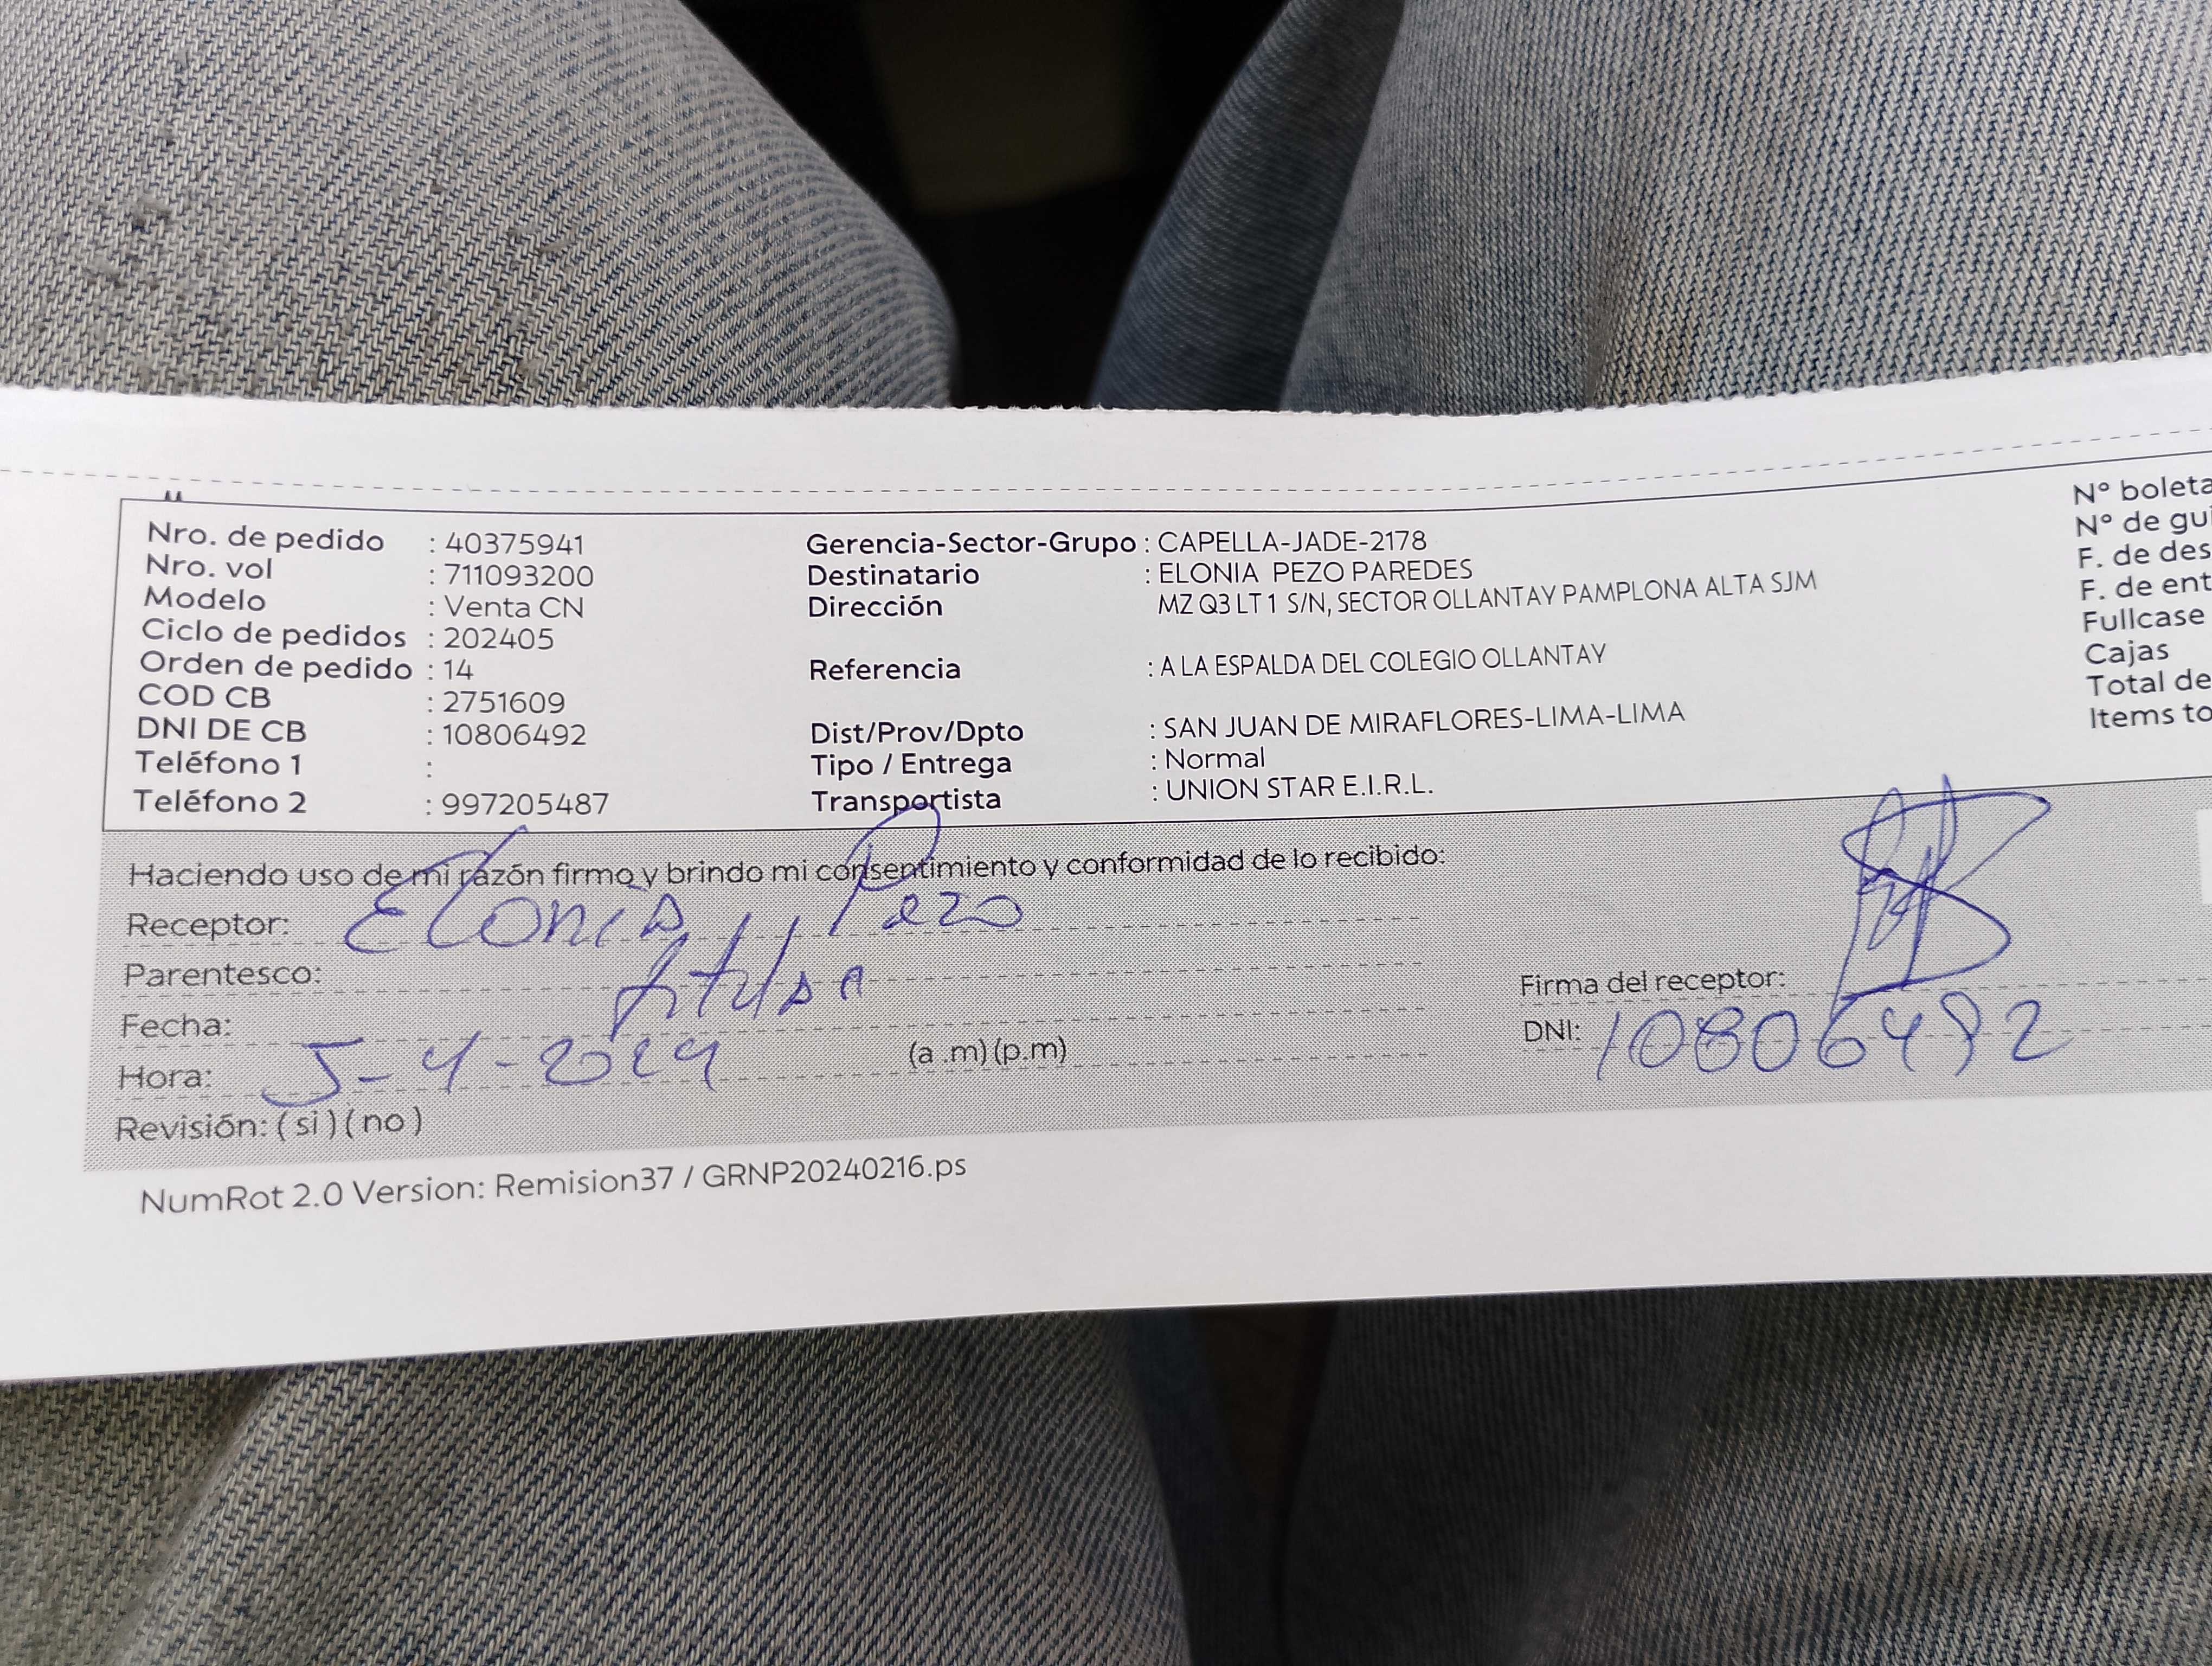 Nro. de pedido : 40375941
Nro. vol : 711093200
Modelo : Venta CN
Ciclo de pedidos : 202405
Orden de pedido : 14
COD CB : 2751609
DNI DE CB : 10806492
Teléfono 1 :
Teléfono 2 : 997205487
Gerencia-Sector-Grupo : CAPELLA-JADE-2178
Destinatario : ELONIA PEZO PAREDES
Dirección MZ Q3 LT 1 S/N, SECTOR OLLANTAY PAMPLONA ALTA SJM
Referencia : A LA ESPALDA DEL COLEGIO OLLANTAY
Dist/Prov/Dpto : SAN JUAN DE MIRAFLORES-LIMA-LIMA
Tipo / Entrega : Normal
Transportista : UNION STAR E.I.R.L.
N° boleta
N° de gui
F. de des
F. de ent
Fullcase
Cajas
Total de
Items to
Haciendo uso de mi razón firmo y brindo mi consentimiento y conformidad de lo recibido:
Receptor: Elonia Pezo
Parentesco:
Fecha:
Hora: 5-4-2024 (a .m) (p.m)
Revisión: ( si ) ( no )
Firma del receptor:
DNI: 10806492
NumRot 2.0 Version: Remision37 / GRNP20240216.ps